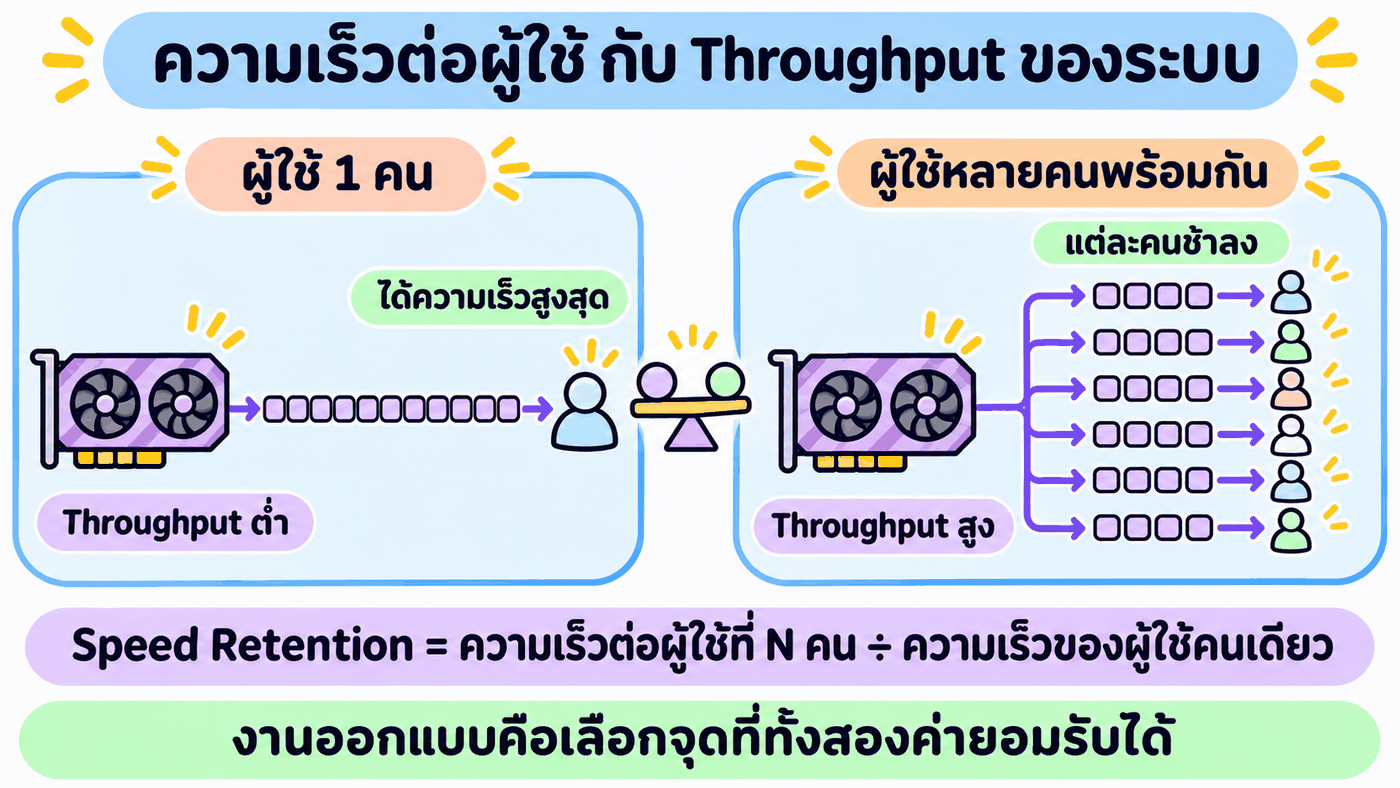 ความเร็วต่อผู้ใช้ กับ Throughput ของระบบ
ผู้ใช้ 1 คน
ได้ความเร็วสูงสุด
Throughput ต่ำ
ผู้ใช้หลายคนพร้อมกัน
แต่ละคนช้าลง
Throughput สูง
Speed Retention = ความเร็วต่อผู้ใช้ที่ N คน ÷ ความเร็วของผู้ใช้คนเดียว
งานออกแบบคือเลือกจุดที่ทั้งสองค่ายอมรับได้